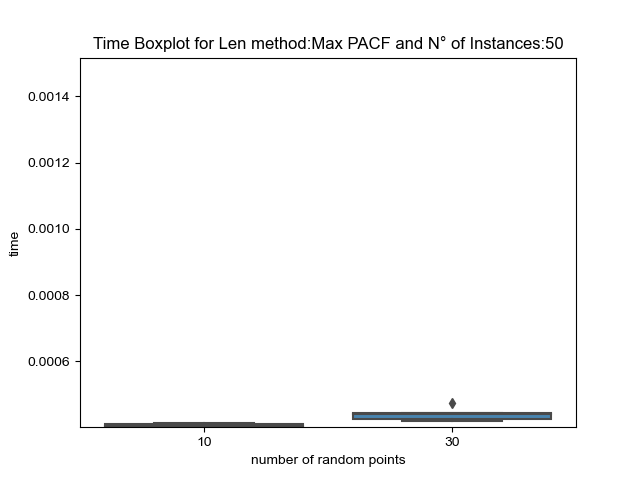 Time Boxplot for Len method:Max PACF and N° of Instances:50
0.0014
0.0012
0.0010
0.0008
0.0006
time
10 30
number of random points